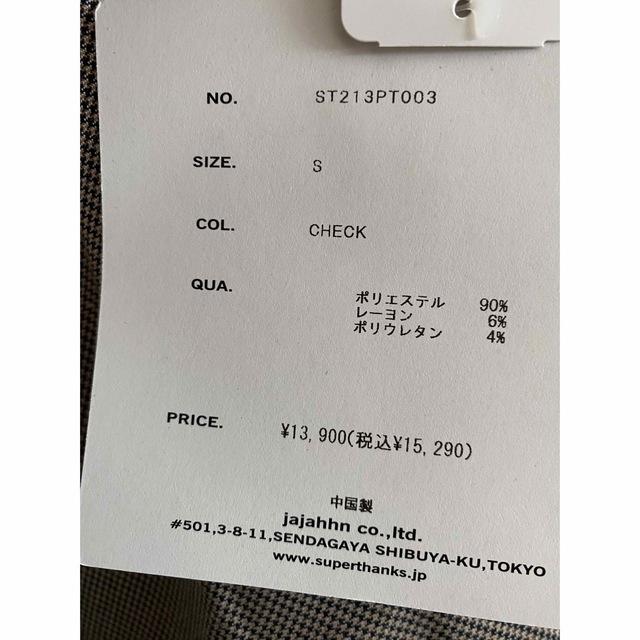 NO. ST213PT003
SIZE. S
COL. CHECK
QUA. ポリエステル 90%
レーヨン 6%
ポリウレタン 4%
PRICE. ¥13,900(税込¥15,290)
中国製
jajahhn co.,ltd.
#501,3-8-11,SENDAGAYA SHIBUYA-KU,TOKYO
www.superthanks.jp